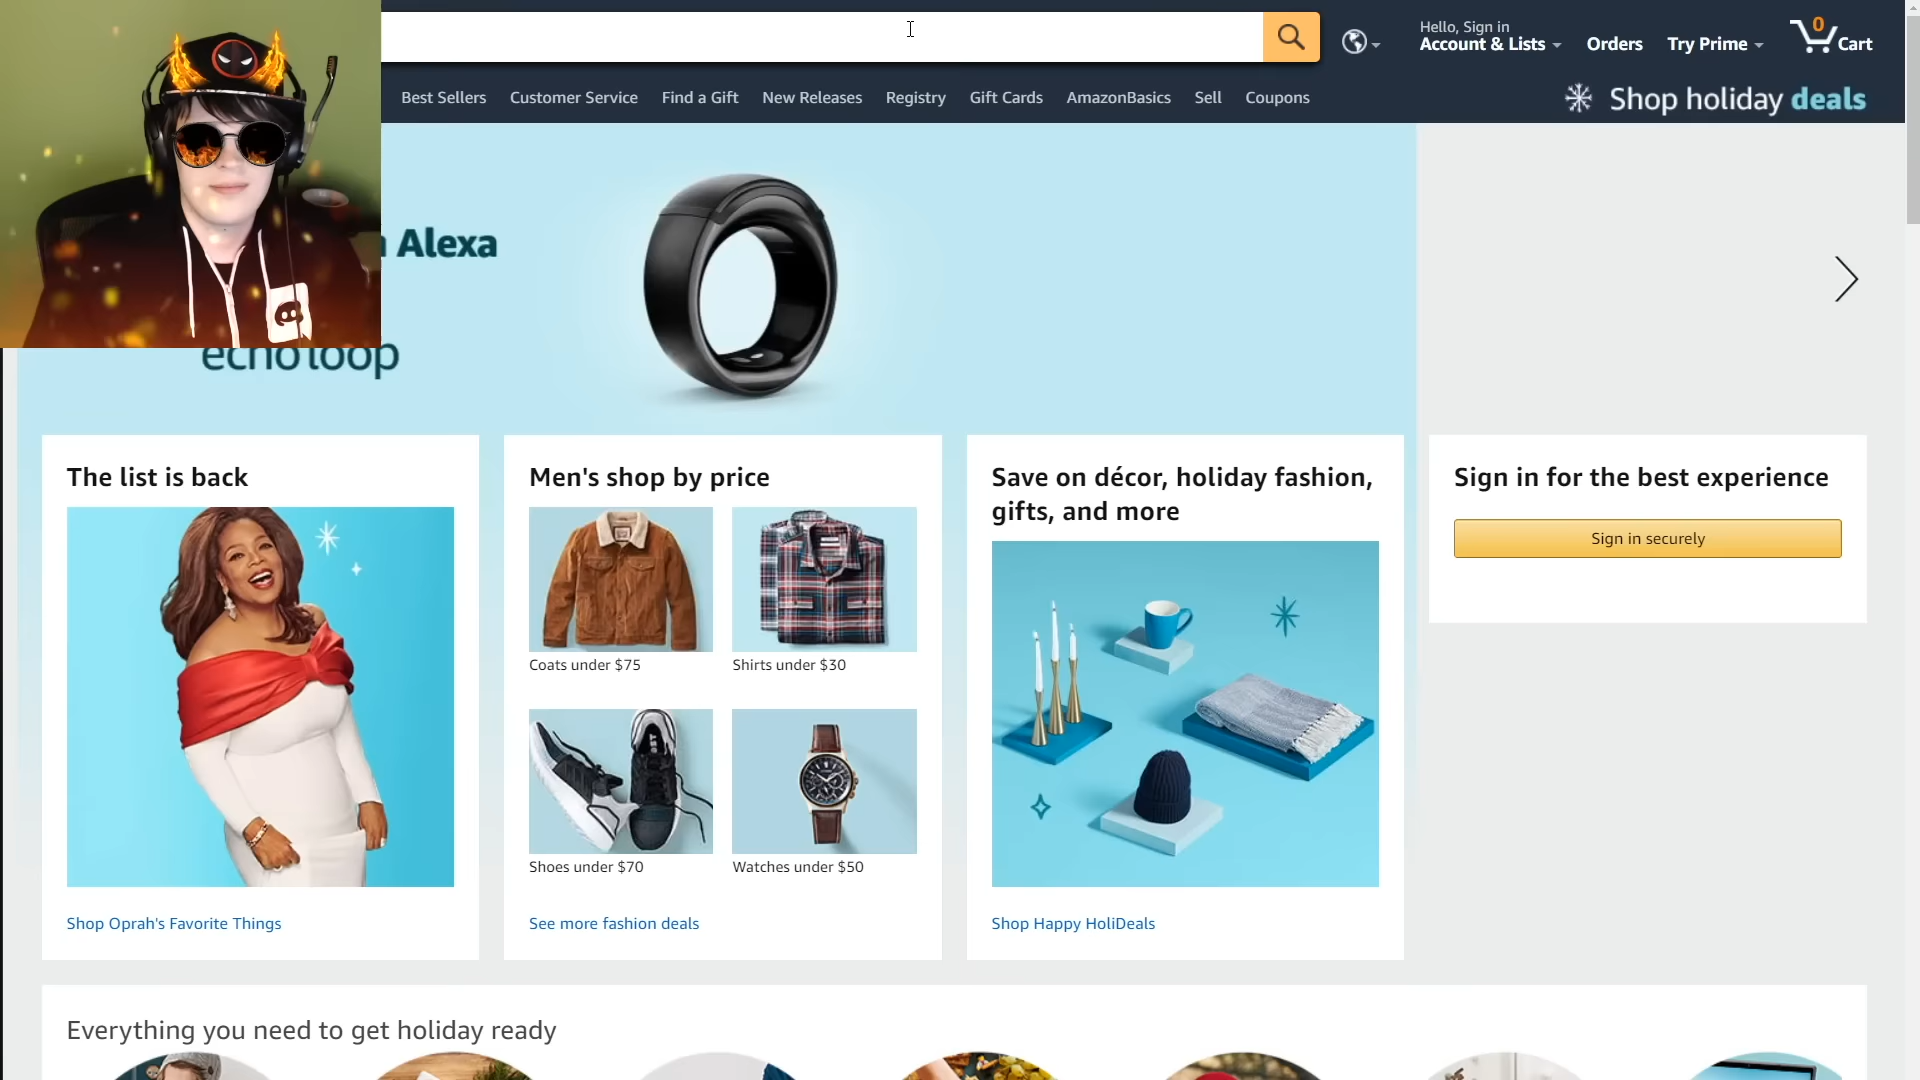 Hello, Sign in
Account & Lists
Orders
Try Prime
0
Cart
Best Sellers
Customer Service
Find a Gift
New Releases
Registry
Gift Cards
AmazonBasics
Sell
Coupons
Shop holiday deals
Alexa
echo loop
The list is back
Shop Oprah's Favorite Things
Men's shop by price
Coats under $75
Shirts under $30
Shoes under $70
Watches under $50
See more fashion deals
Save on décor, holiday fashion,
gifts, and more
Shop Happy HoliDeals
Sign in for the best experience
Sign in securely
Everything you need to get holiday ready